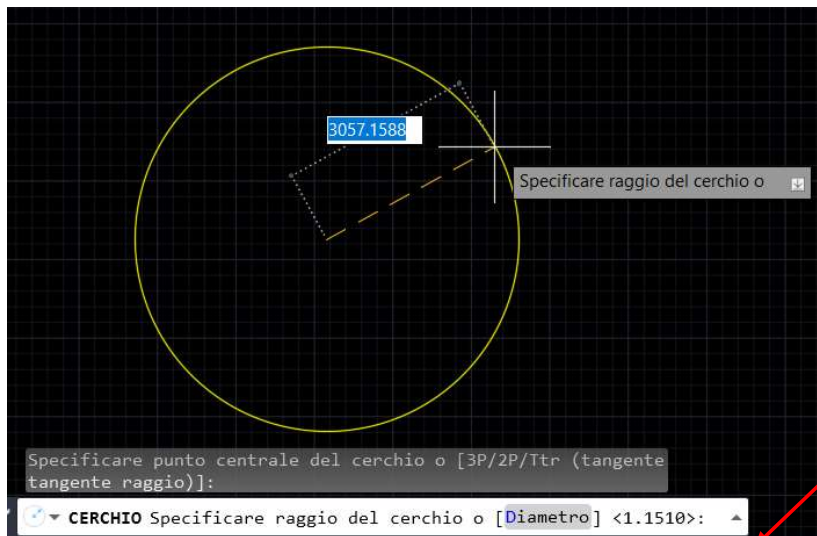 3057.1588
Specificare raggio del cerchio o
Specificare punto centrale del cerchio o [3P/2P/Ttr (tangente
tangente raggio)]:
CERCHIO Specificare raggio del cerchio o [Diametro] <1.1510>: